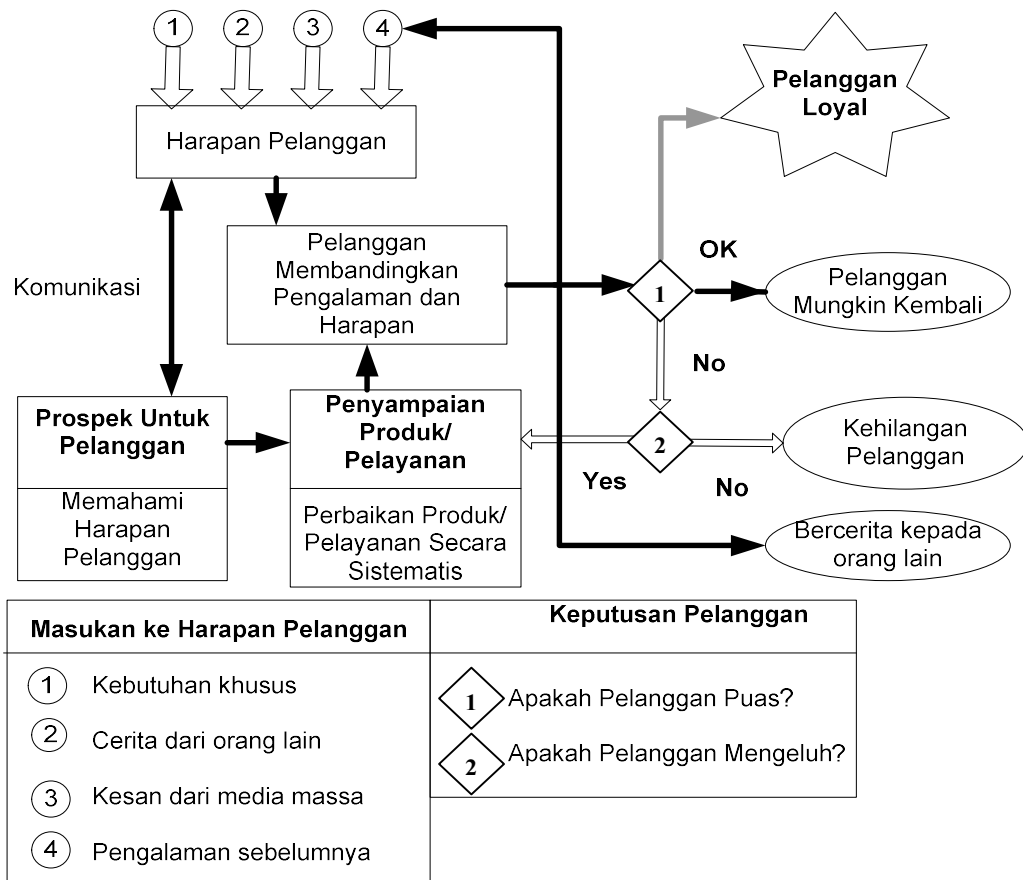 1 2 3 4
Pelanggan
Loyal
Harapan Pelanggan
Pelanggan
Membandingkan
Pengalaman dan
Harapan
Komunikasi
1
OK
Pelanggan
Mungkin Kembali
No
Prospek Untuk
Pelanggan
Memahami
Harapan
Pelanggan
Penyampaian
Produk/
Pelayanan
Perbaikan Produk/
Pelayanan Secara
Sistematis
2
Yes
No
Kehilangan
Pelanggan
Bercerita kepada
orang lain
Masukan ke Harapan Pelanggan
1 Kebutuhan khusus
2 Cerita dari orang lain
3 Kesan dari media massa
4 Pengalaman sebelumnya
Keputusan Pelanggan
1 Apakah Pelanggan Puas?
2 Apakah Pelanggan Mengeluh?